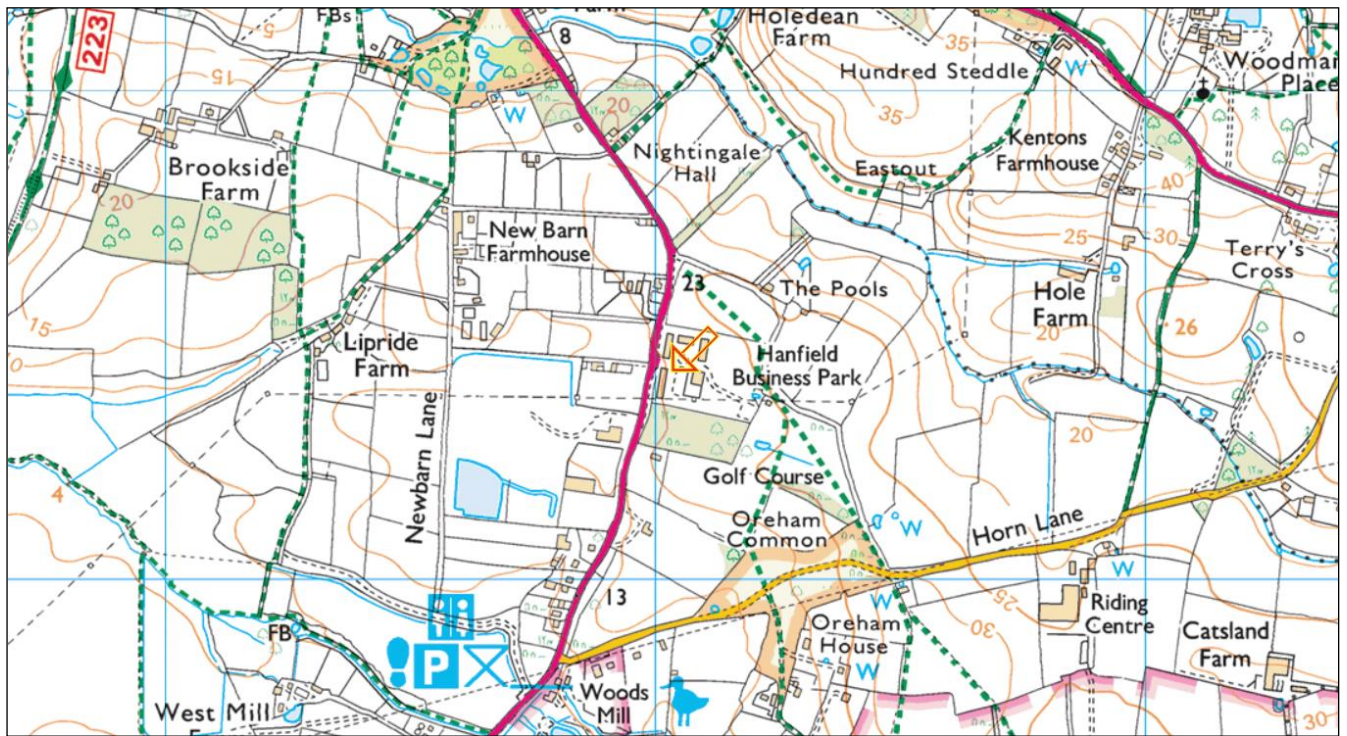 FBs
223
5
8
Holedean
Farm
35
Hundred Steddle
W
Woodman
Place
15
20
W
35
Nightingale
Hall
Kentons
Farmhouse
Eastout
40
Brookside
Farm
20
New Barn
Farmhouse
25
30
Terry's
Cross
23
The Pools
Hole
Farm
20
26
15
Lipride
Farm
Hanfield
Business Park
20
Newbarn Lane
Golf Course
4
Oreham
Common
W
Horn Lane
W
13
W
25
30
Riding
Centre
Catsland
Farm
FB
P
Oreham
House
W
West Mill
Woods
Mill
30